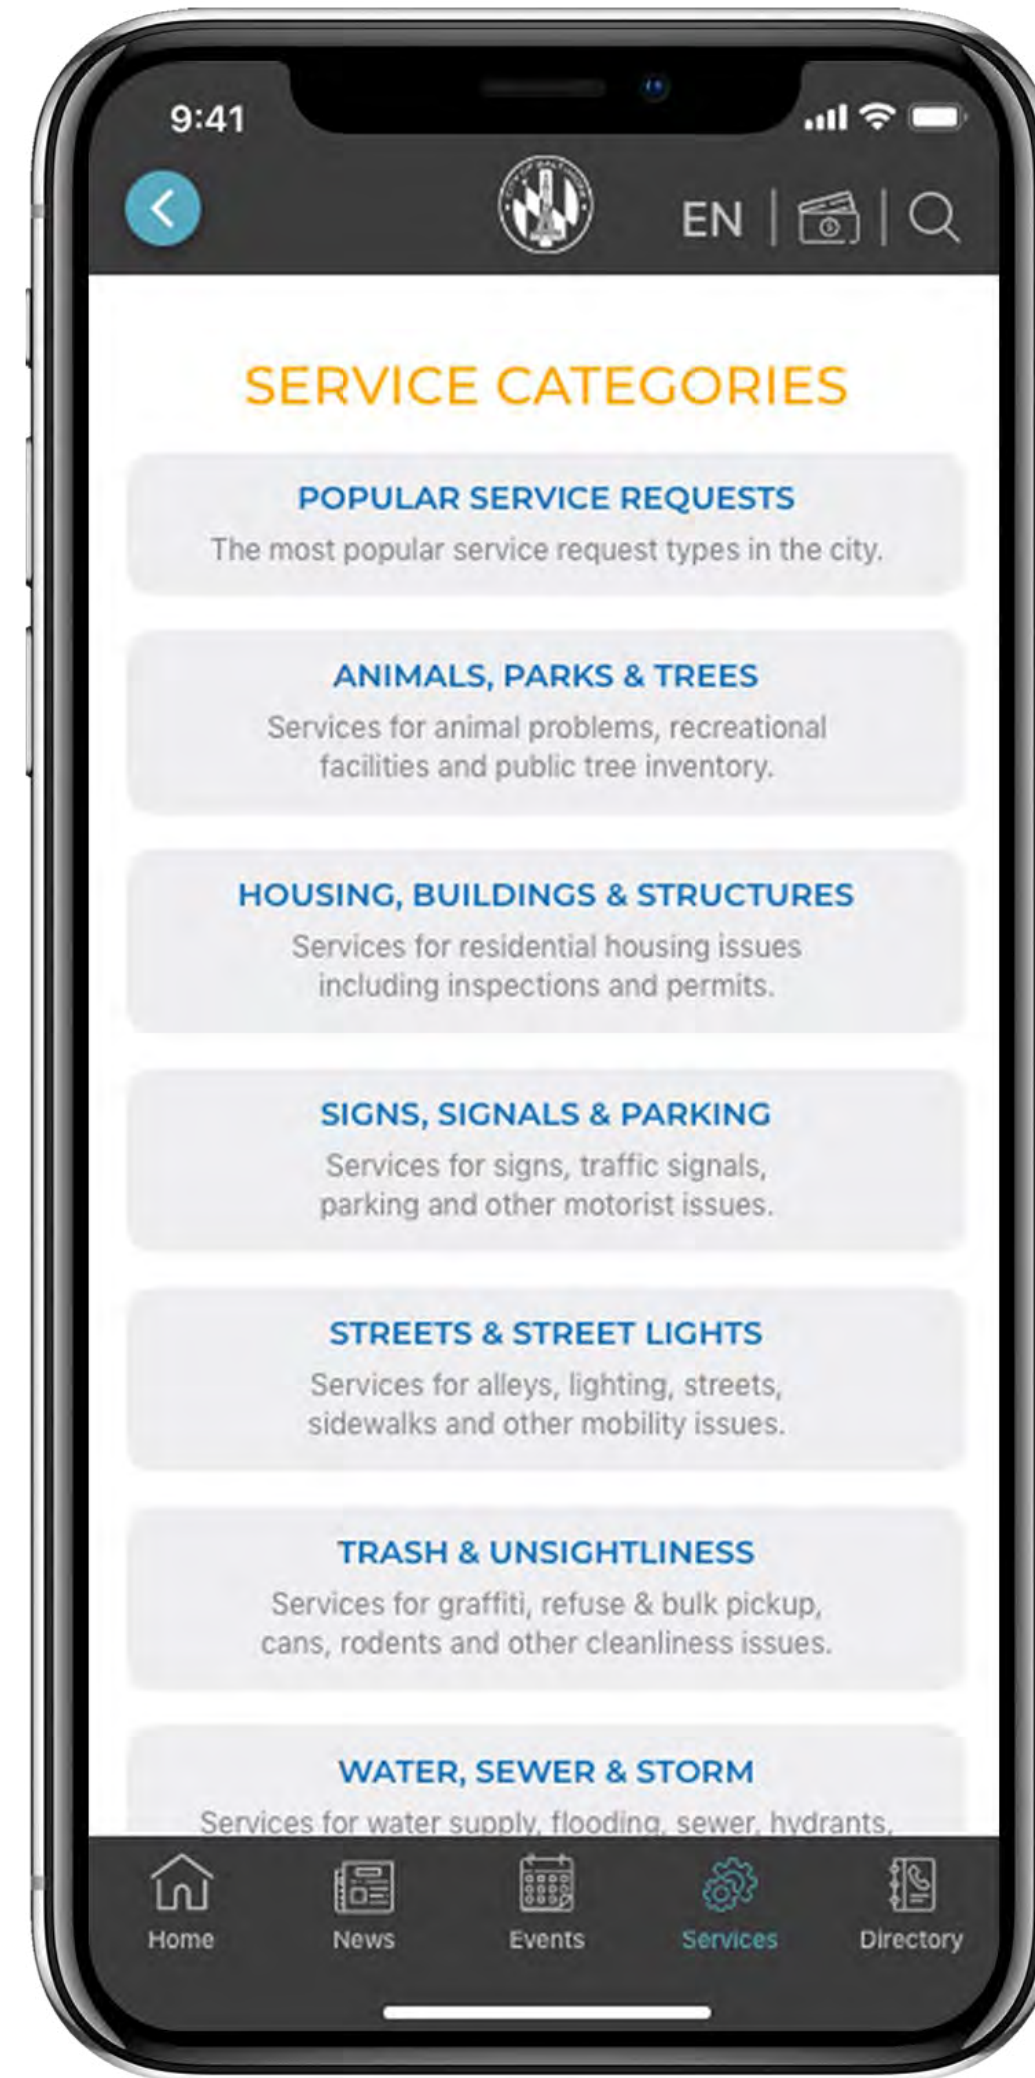 9:41
CITY OF BALTIMORE
EN
SERVICE CATEGORIES
POPULAR SERVICE REQUESTS
The most popular service request types in the city.
ANIMALS, PARKS & TREES
Services for animal problems, recreational
facilities and public tree inventory.
HOUSING, BUILDINGS & STRUCTURES
Services for residential housing issues
including inspections and permits.
SIGNS, SIGNALS & PARKING
Services for signs, traffic signals,
parking and other motorist issues.
STREETS & STREET LIGHTS
Services for alleys, lighting, streets,
sidewalks and other mobility issues.
TRASH & UNSIGHTLINESS
Services for graffiti, refuse & bulk pickup,
cans, rodents and other cleanliness issues.
WATER, SEWER & STORM
Services for water supply, flooding, sewer, hydrants,
Home
News
Events
Services
Directory